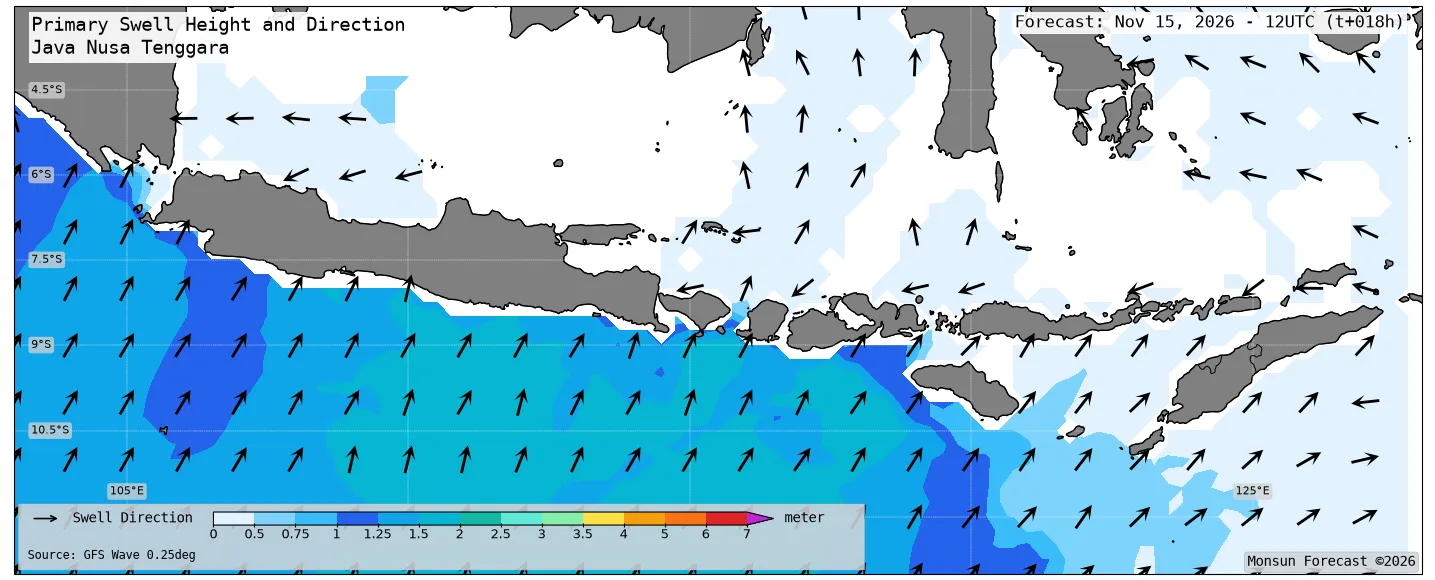 Primary Swell Height and Direction
Java Nusa Tenggara
Forecast: Nov 15, 2026 - 12UTC (t+018h)
4.5°S
6°S
7.5°S
9°S
10.5°S
105°E
125°E
Swell Direction
0 0.5 0.75 1 1.25 1.5 2 2.5 3 3.5 4 5 6 7
meter
Source: GFS Wave 0.25deg
Monsun Forecast ©2026